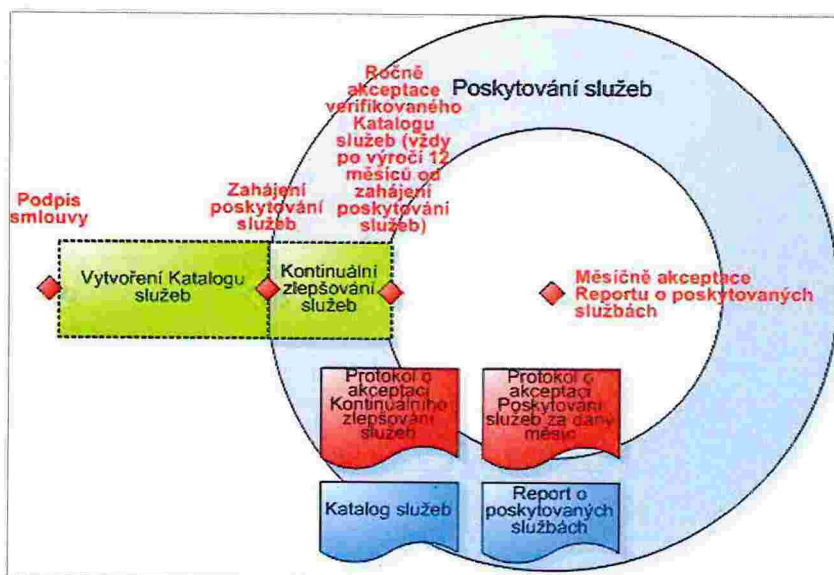 Ročně
akceptace
verifikovaného
Katalogu
služeb (vždy
po výročí 12
měsíců od
zahájení
poskytování
služeb)
Poskytování služeb
Podpis
smlouvy
Zahájení
poskytování
služeb
Vytvoření Katalogu
služeb
Kontinuální
zlepšování
služeb
Měsíčně akceptace
Reportu o poskytovaných
službách
Protokol o
akceptaci
Kontinuálního
zlepšování
služeb
Protokol o
akceptaci
Poskytování
služeb za daný
měsíc
Katalog služeb
Report o
poskytovaných
službách